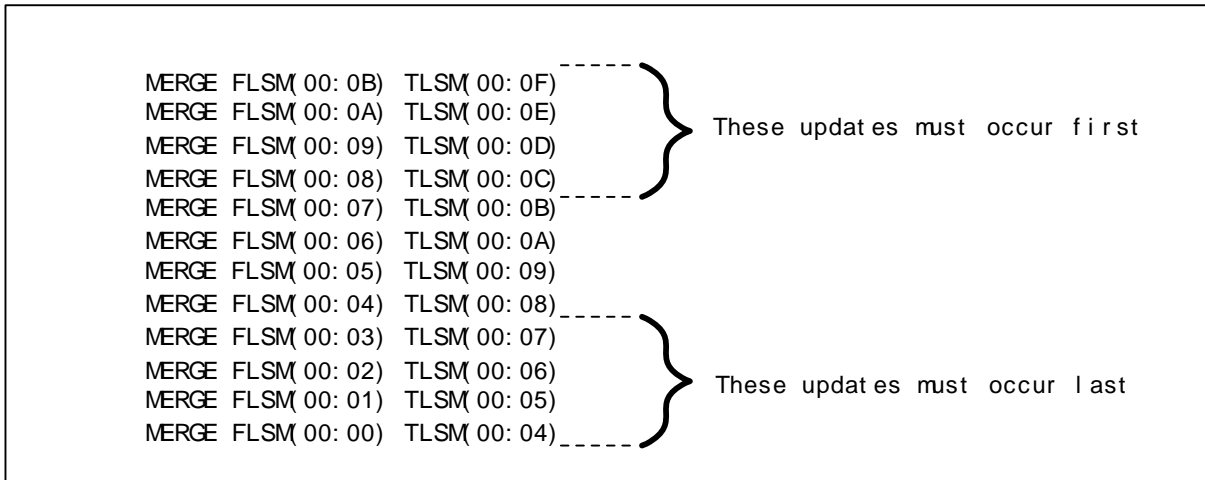 MERGE FLSM(00:0B) TLSM(00:0F)
MERGE FLSM(00:0A) TLSM(00:0E)
These updates must occur first
MERGE FLSM(00:09) TLSM(00:0D)
MERGE FLSM(00:08) TLSM(00:0C)
MERGE FLSM(00:07) TLSM(00:0B)
MERGE FLSM(00:06) TLSM(00:0A)
MERGE FLSM(00:05) TLSM(00:09)
MERGE FLSM(00:04) TLSM(00:08)
MERGE FLSM(00:03) TLSM(00:07)
MERGE FLSM(00:02) TLSM(00:06)
These updates must occur last
MERGE FLSM(00:01) TLSM(00:05)
MERGE FLSM(00:00) TLSM(00:04)